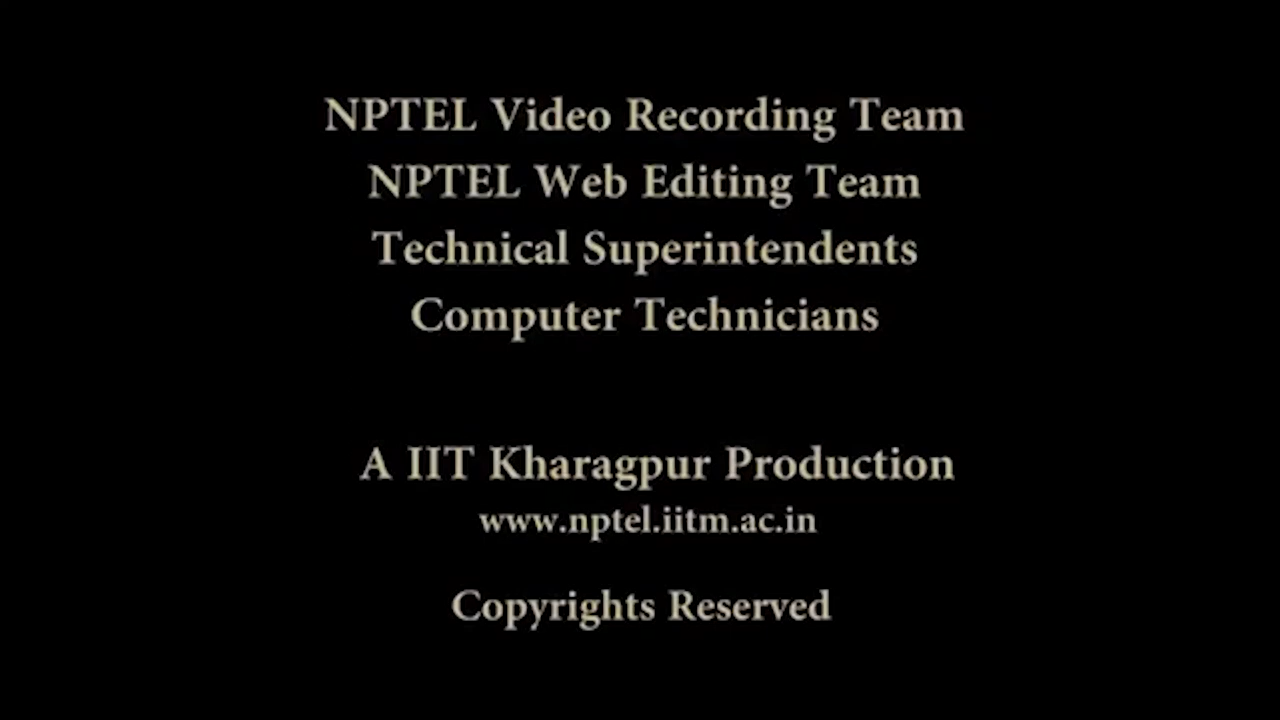 NPTEL Video Recording Team
NPTEL Web Editing Team
Technical Superintendents
Computer Technicians
A IIT Kharagpur Production
www.nptel.iitm.ac.in
Copyrights Reserved